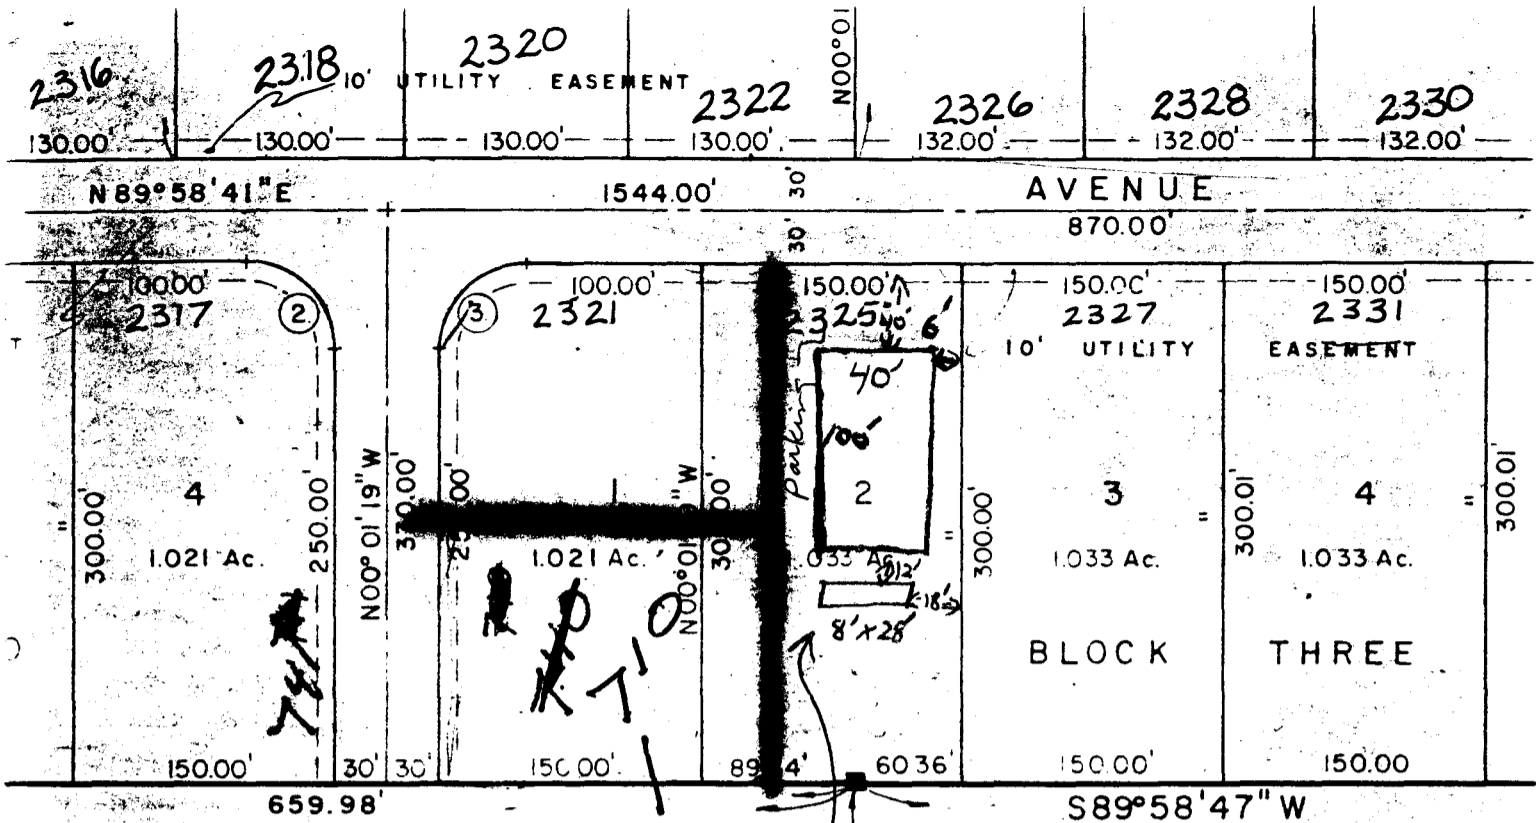 2316 2318 2320 2322 N00°01 2326 2328 2330
10' UTILITY EASEMENT
130.00' 130.00' 130.00' 130.00' 132.00' 132.00' 132.00'
N89°58'41"E 1544.00' 30' AVENUE
30' 870.00'
100.00' 100.00' 150.00' 150.00' 150.00'
2317 2 3 2321 2325 40' 6' 2327 2331
10' UTILITY EASEMENT
40'
Parking 100'
4 1 2 3 4
300.00' 250.00' N00°01'19"W 300.00' 300.01' 300.01'
1.021 Ac. 1.021 Ac. 1.033 Ac. 1.033 Ac.
12'
18'
8'x28'
BLOCK THREE
150.00' 30' 30' 150.00' 60.36' 150.00' 150.00
659.98' S89°58'47"W